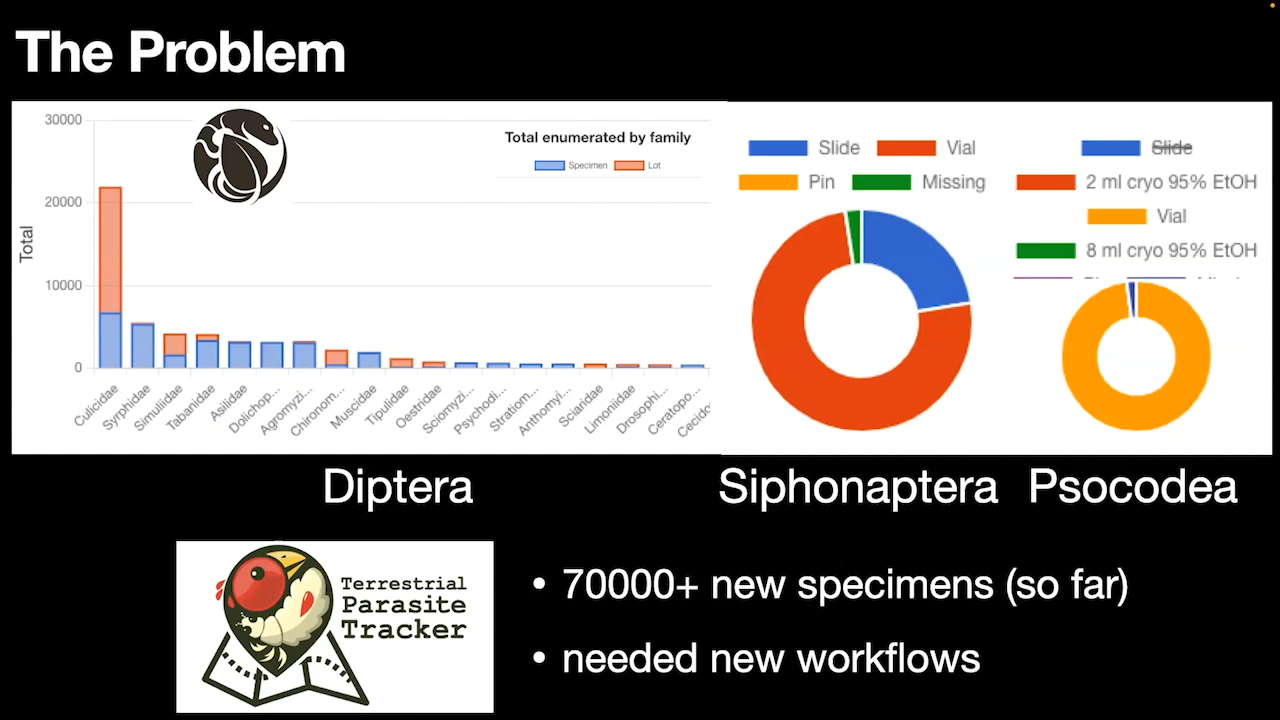 The Problem
30000
20000
10000
0
Total
Total enumerated by family
Specimen Lot
Culicidae
Syrphidae
Simuliidae
Tabanidae
Asilidae
Dolichop...
Agromyzi...
Chironom...
Muscidae
Tipulidae
Oestridae
Sciomyzi...
Psychodi...
Stratiom...
Anthomyi...
Sciaridae
Limoniidae
Drosophi...
Ceratopo...
Slide Vial
Pin Missing
Slide
2 ml cryo 95% EtOH
Vial
8 ml cryo 95% EtOH
Diptera
Siphonaptera
Psocodea
Terrestrial
Parasite
Tracker
• 70000+ new specimens (so far)
• needed new workflows